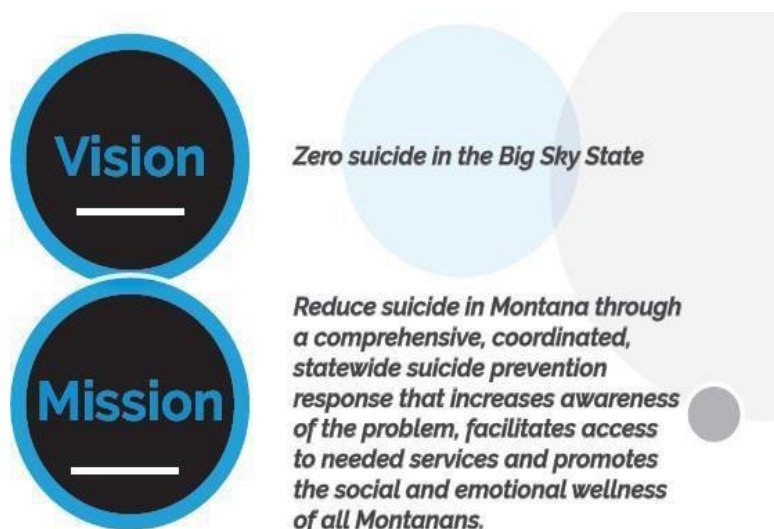 Vision
Zero suicide in the Big Sky State
Mission
Reduce suicide in Montana through
a comprehensive, coordinated,
statewide suicide prevention
response that increases awareness
of the problem, facilitates access
to needed services and promotes
the social and emotional wellness
of all Montanans.